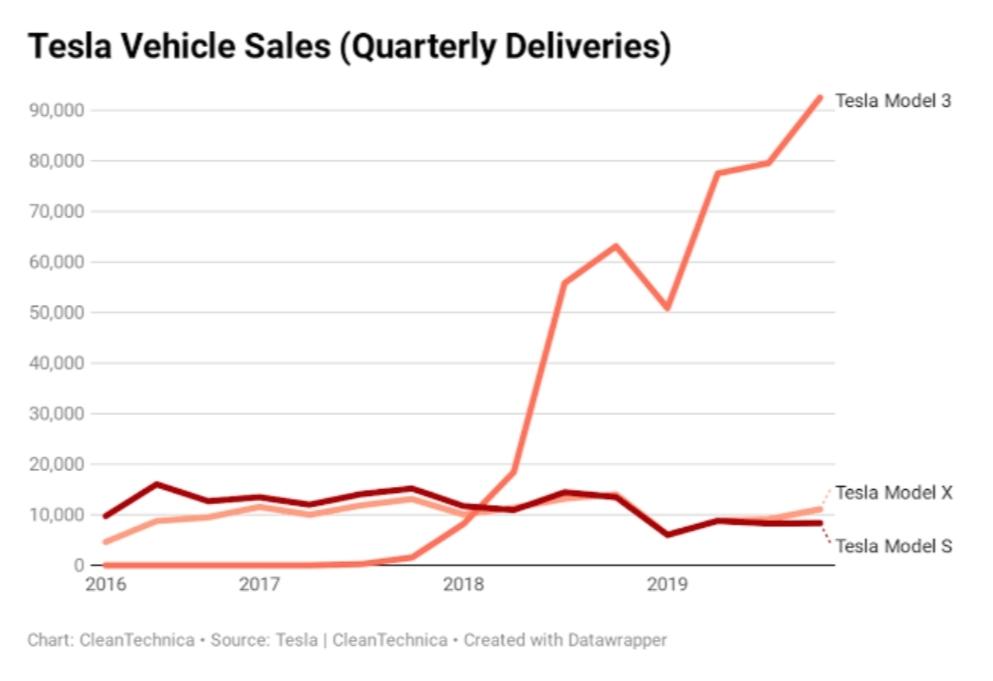 Tesla Vehicle Sales (Quarterly Deliveries)
90,000
80,000
70,000
60,000
50,000
40,000
30,000
20,000
10,000
0
Tesla Model 3
Tesla Model X
Tesla Model S
2016 2017 2018 2019
Chart: CleanTechnica • Source: Tesla | CleanTechnica • Created with Datawrapper